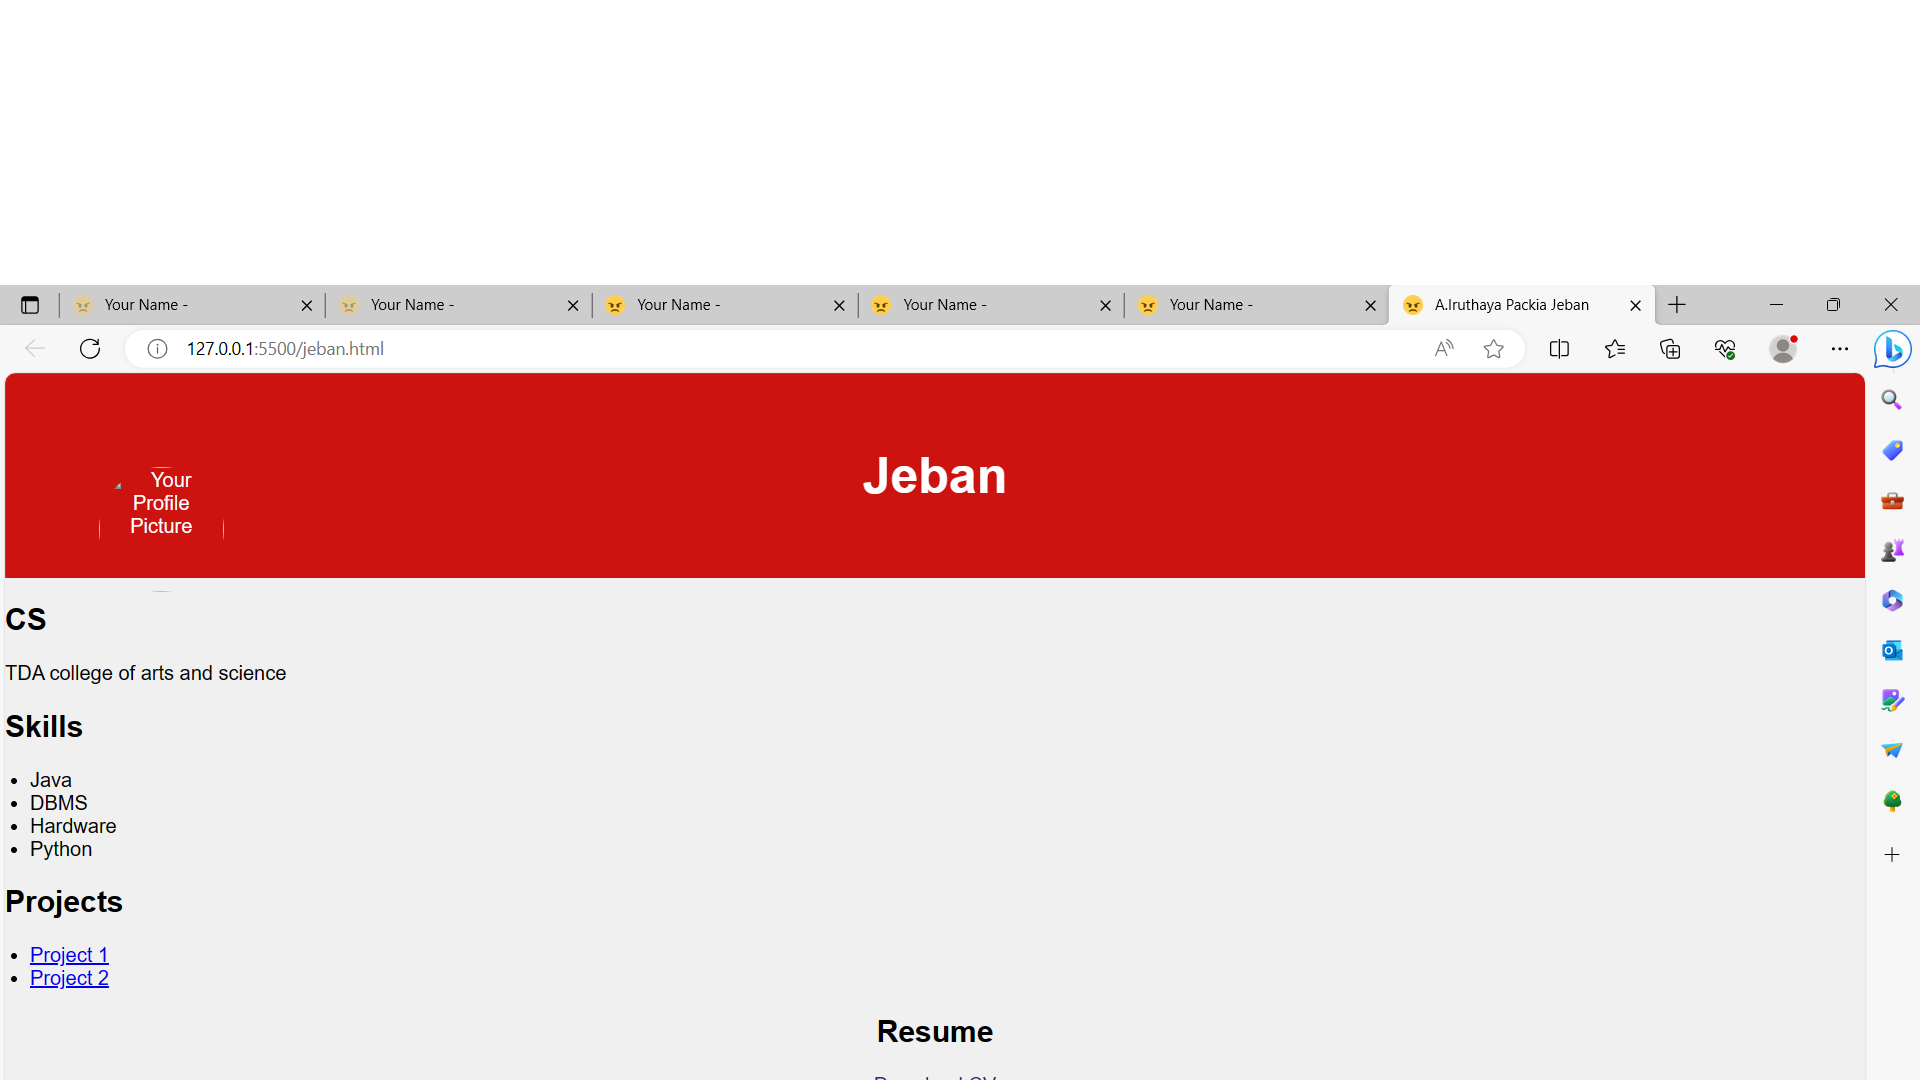 Your Name -
Your Name -
Your Name -
Your Name -
Your Name -
A.Iruthaya Packia Jeban
127.0.0.1:5500/jeban.html
Jeban
Your
Profile
Picture
CS
TDA college of arts and science
Skills
Java
DBMS
Hardware
Python
Projects
Project 1
Project 2
Resume